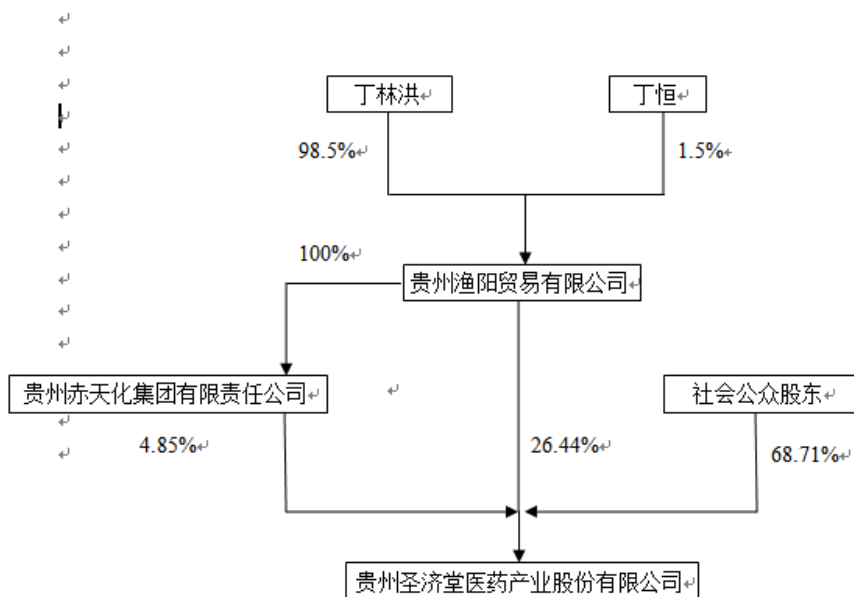 丁林洪
丁恒
98.5%
1.5%
100%
贵州渔阳贸易有限公司
贵州赤天化集团有限责任公司
社会公众股东
4.85%
26.44%
68.71%
贵州圣济堂医药产业股份有限公司